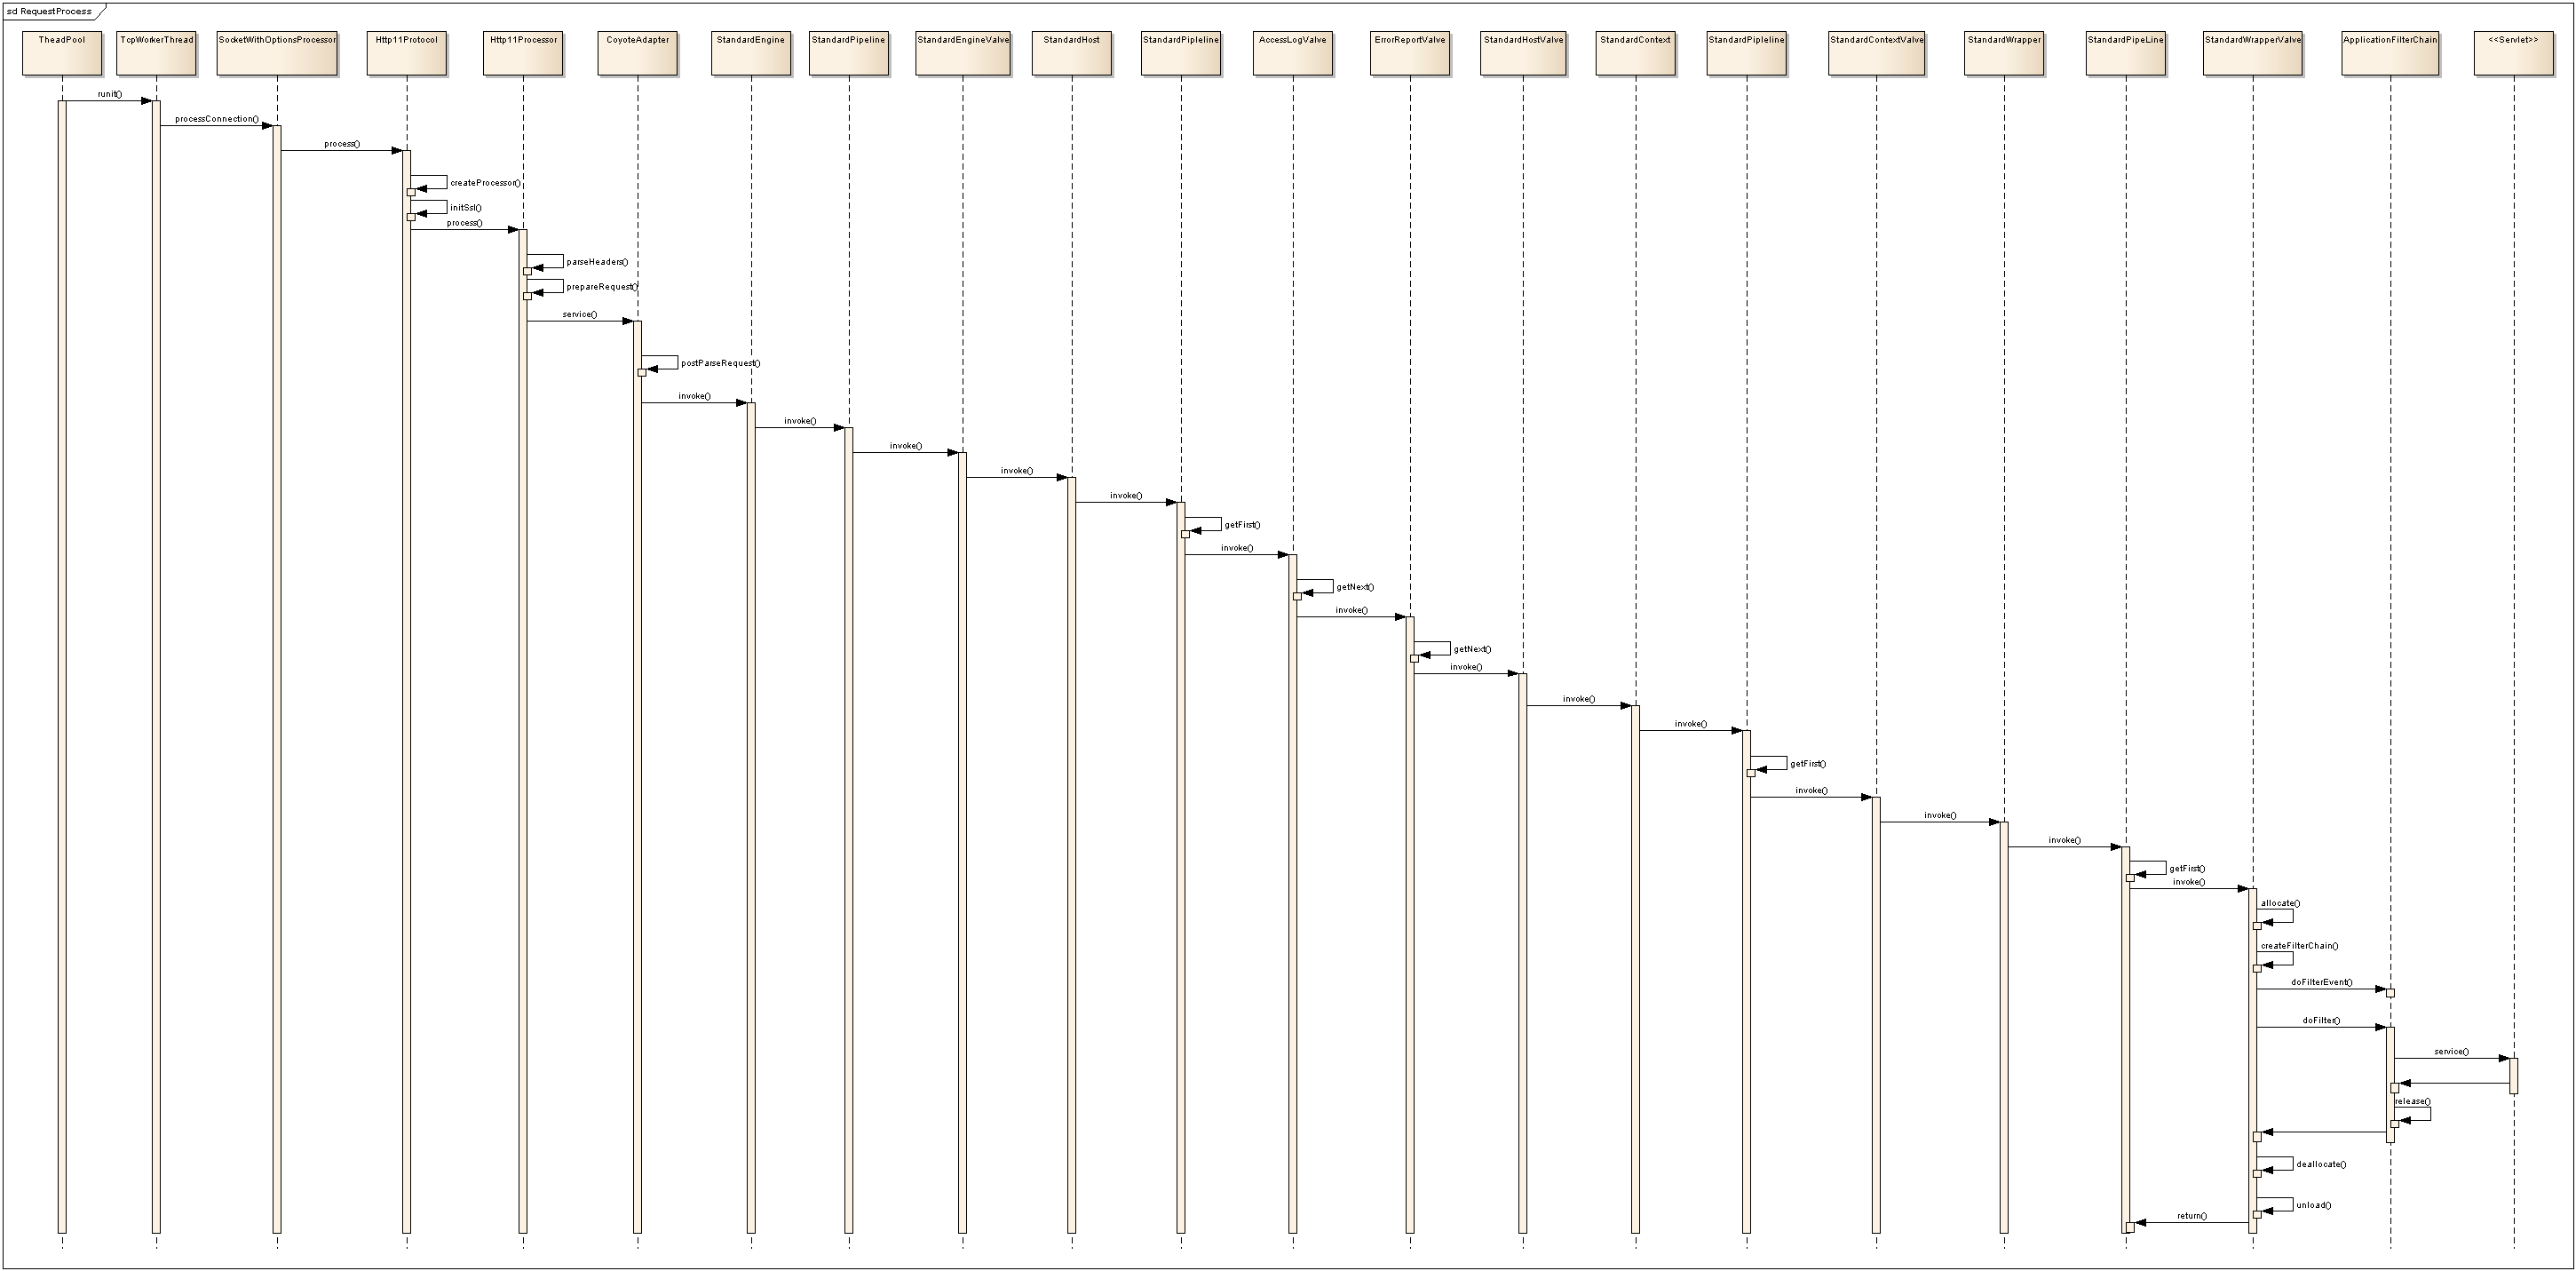 sd RequestProcess
TheadPool
TcpWorkerThread
SocketWithOptionsProcessor
Http11Protocol
Http11Processor
CoyoteAdapter
StandardEngine
StandardPipeline
StandardEngineValve
StandardHost
StandardPipleline
AccessLogValve
ErrorReportValve
StandardHostValve
StandardContext
StandardPipleline
StandardContextValve
StandardWrapper
StandardPipeLine
StandardWrapperValve
ApplicationFilterChain
<<Servlet>>
runit()
processConnection()
process()
createProcessor()
initSsl()
process()
parseHeaders()
prepareRequest()
service()
postParseRequest()
invoke()
invoke()
invoke()
invoke()
invoke()
getFirst()
invoke()
getNext()
invoke()
getNext()
invoke()
invoke()
invoke()
getFirst()
invoke()
invoke()
invoke()
getFirst()
invoke()
allocate()
createFilterChain()
doFilterEvent()
doFilter()
service()
release()
deallocate()
unload()
return()